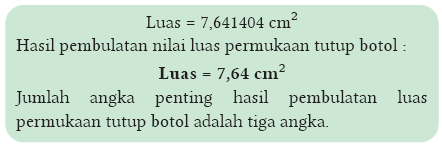 Luas = 7,641404 cm²
Hasil pembulatan nilai luas permukaan tutup botol :
Luas = 7,64 cm²
Jumlah angka penting hasil pembulatan luas
permukaan tutup botol adalah tiga angka.